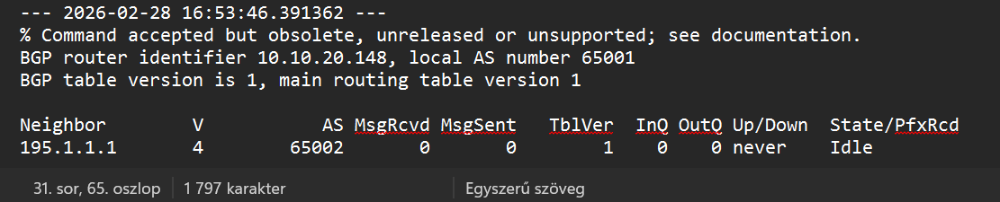 --- 2026-02-28 16:53:46.391362 ---
% Command accepted but obsolete, unreleased or unsupported; see documentation.
BGP router identifier 10.10.20.148, local AS number 65001
BGP table version is 1, main routing table version 1
Neighbor        V           AS MsgRcvd MsgSent   TblVer  InQ OutQ Up/Down  State/PfxRcd
195.1.1.1       4        65002       0       0        1    0    0 never    Idle
31. sor, 65. oszlop 1 797 karakter Egyszerű szöveg